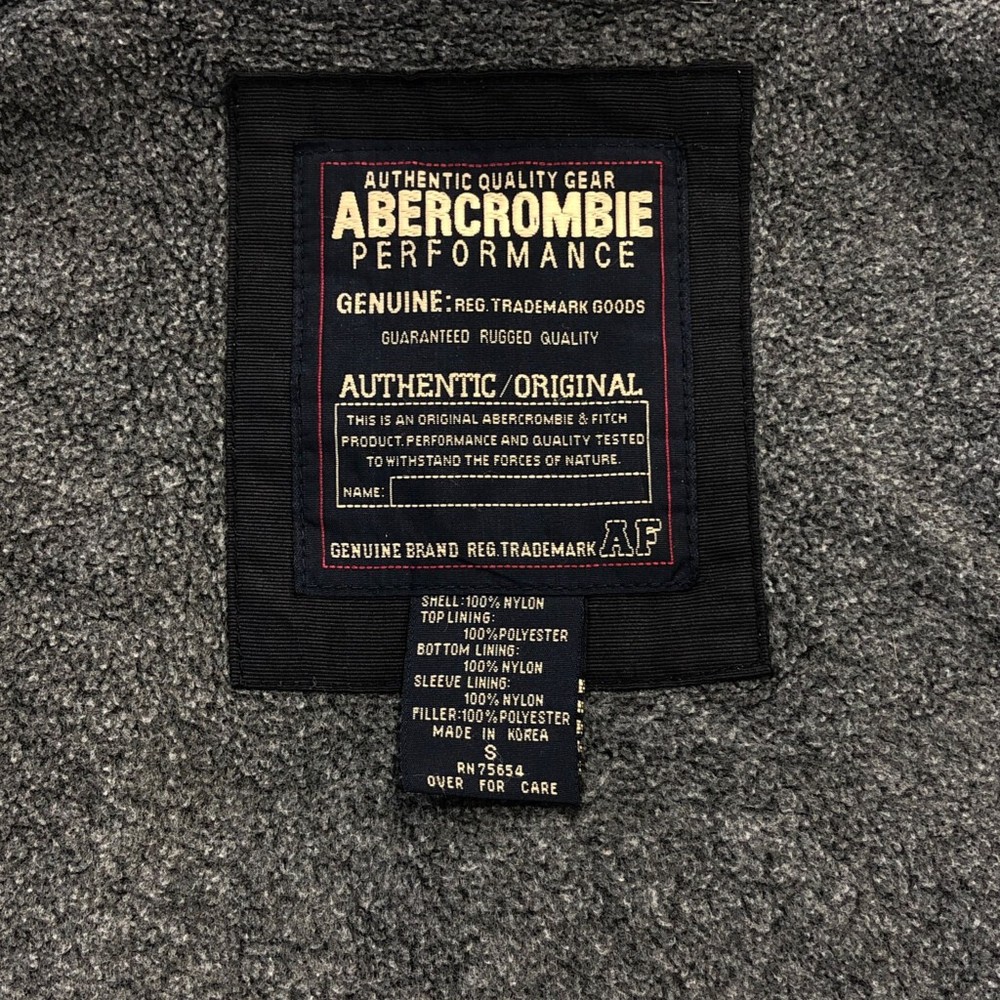 AUTHENTIC QUALITY GEAR
ABERCROMBIE
PERFORMANCE
GENUINE: REG. TRADEMARK GOODS
GUARANTEED RUGGED QUALITY
AUTHENTIC/ORIGINAL
THIS IS AN ORIGINAL ABERCROMBIE & FITCH
PRODUCT. PERFORMANCE AND QUALITY TESTED
TO WITHSTAND THE FORCES OF NATURE.
NAME:
GENUINE BRAND REG. TRADEMARK AF
SHELL:100% NYLON
TOP LINING:
100%POLYESTER
BOTTOM LINING:
100% NYLON
SLEEVE LINING:
100% NYLON
FILLER:100%POLYESTER
MADE IN KOREA
S
RN75654
OVER FOR CARE